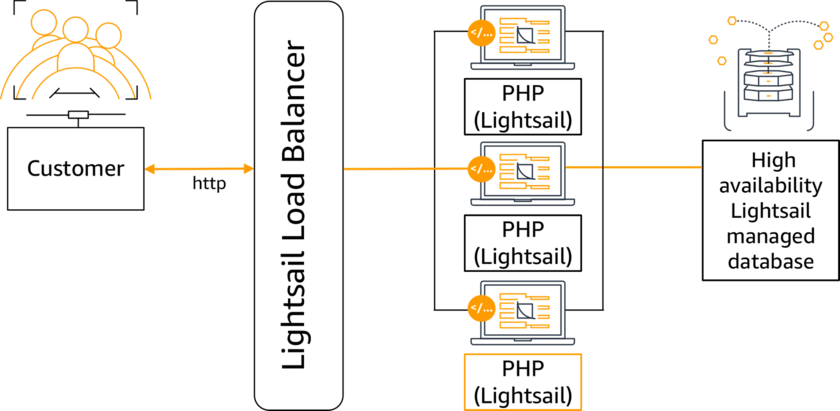 Customer
http
Lightsail Load Balancer
</...
PHP
(Lightsail)
</...
PHP
(Lightsail)
</...
PHP
(Lightsail)
High
availability
Lightsail
managed
database